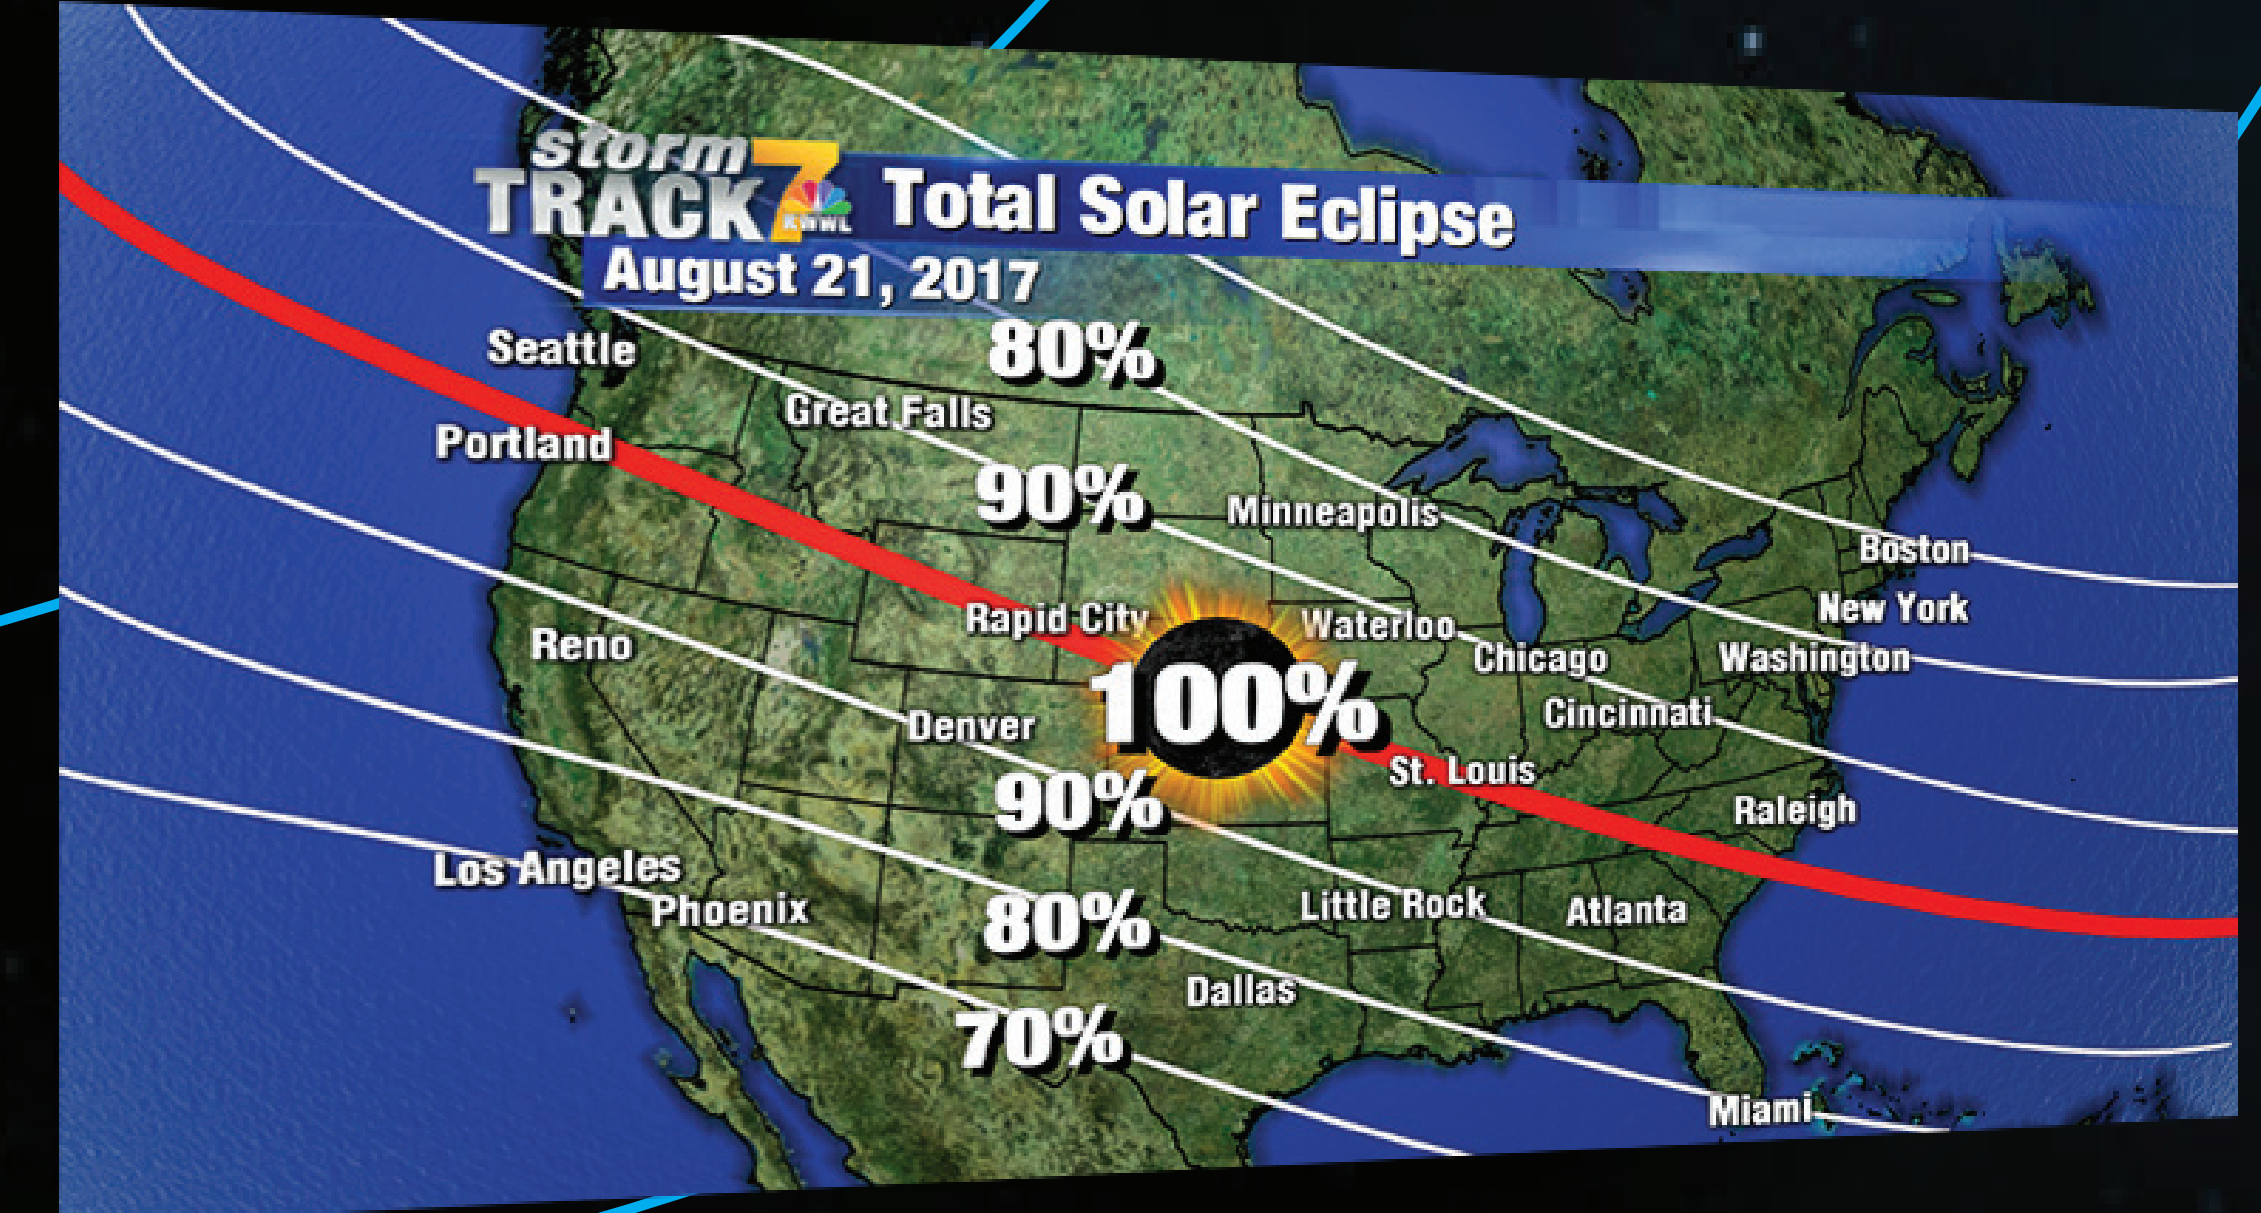 storm
TRACK 7
KWWL
Total Solar Eclipse
August 21, 2017
Seattle
80%
Great Falls
Portland
90%
Minneapolis
Boston
New York
Rapid City
Waterloo
Chicago
Washington
Reno
100%
Cincinnati
Denver
St. Louis
90%
Raleigh
Los Angeles
Phoenix
80%
Little Rock
Atlanta
Dallas
70%
Miami